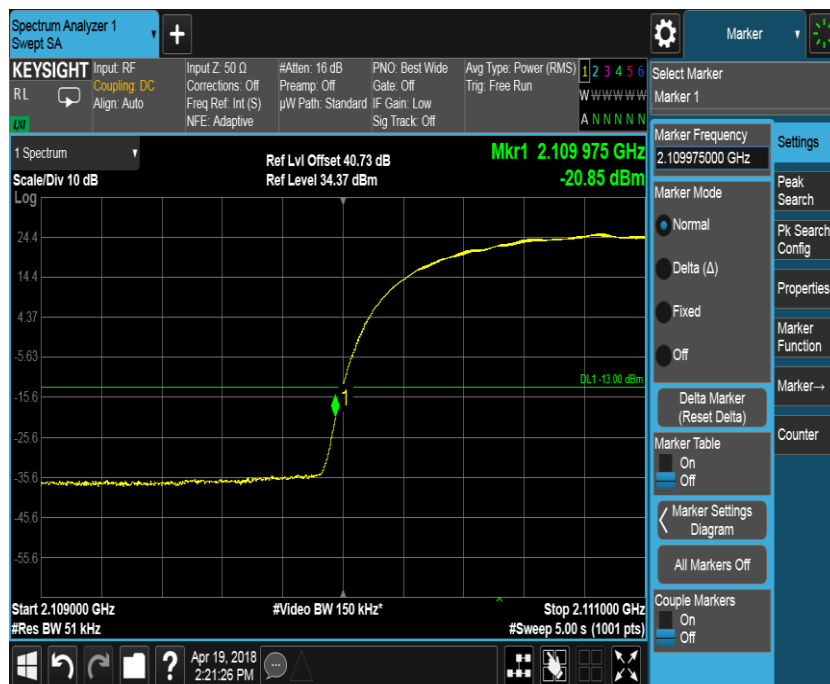 Spectrum Analyzer 1
Swept SA
Marker
KEYSIGHT
RL
LXI
Input: RF
Coupling: DC
Align: Auto
Input Z: 50 Ω
Corrections: Off
Freq Ref: Int (S)
NFE: Adaptive
#Atten: 16 dB
Preamp: Off
µW Path: Standard
PNO: Best Wide
Gate: Off
IF Gain: Low
Sig Track: Off
Avg Type: Power (RMS)
Trig: Free Run
1 2 3 4 5 6
W W W W W W
A N N N N N
Select Marker
Marker 1
1 Spectrum
Scale/Div 10 dB
Log
Ref Lvl Offset 40.73 dB
Ref Level 34.37 dBm
Mkr1 2.109 975 GHz
-20.85 dBm
24.4
14.4
4.37
-5.63
-15.6
-25.6
-35.6
-45.6
-55.6
DL1 -13.00 dBm
1
Start 2.109000 GHz
#Res BW 51 kHz
#Video BW 150 kHz*
Stop 2.111000 GHz
#Sweep 5.00 s (1001 pts)
Marker Frequency
2.109975000 GHz
Marker Mode
Normal
Delta (Δ)
Fixed
Off
Delta Marker
(Reset Delta)
Marker Table
On
Off
Marker Settings
Diagram
All Markers Off
Couple Markers
On
Off
Settings
Peak
Search
Pk Search
Config
Properties
Marker
Function
Marker→
Counter
?
Apr 19, 2018
2:21:26 PM